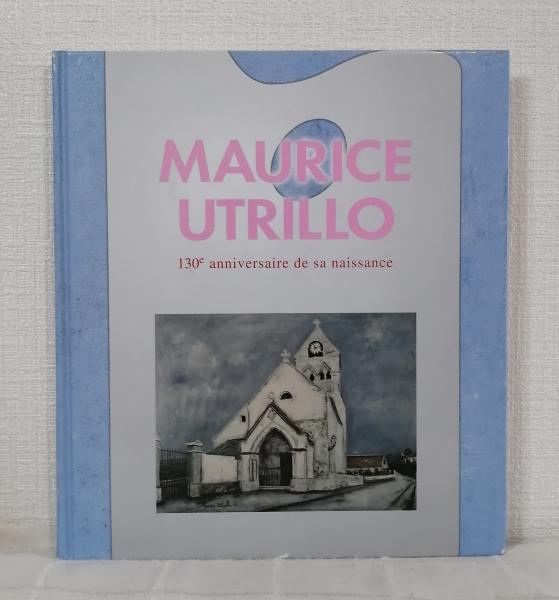 MAURICE
UTRILLO
130e anniversaire de sa naissance